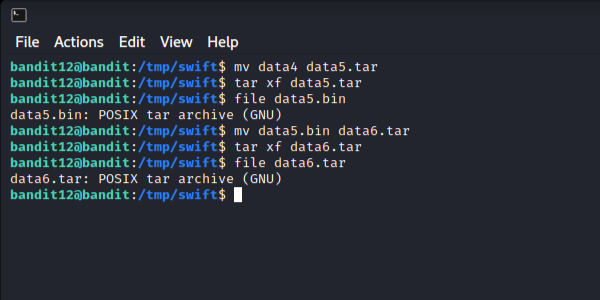 File Actions Edit View Help
bandit12@bandit:/tmp/swift$ mv data4 data5.tar
bandit12@bandit:/tmp/swift$ tar xf data5.tar
bandit12@bandit:/tmp/swift$ file data5.bin
data5.bin: POSIX tar archive (GNU)
bandit12@bandit:/tmp/swift$ mv data5.bin data6.tar
bandit12@bandit:/tmp/swift$ tar xf data6.tar
bandit12@bandit:/tmp/swift$ file data6.tar
data6.tar: POSIX tar archive (GNU)
bandit12@bandit:/tmp/swift$